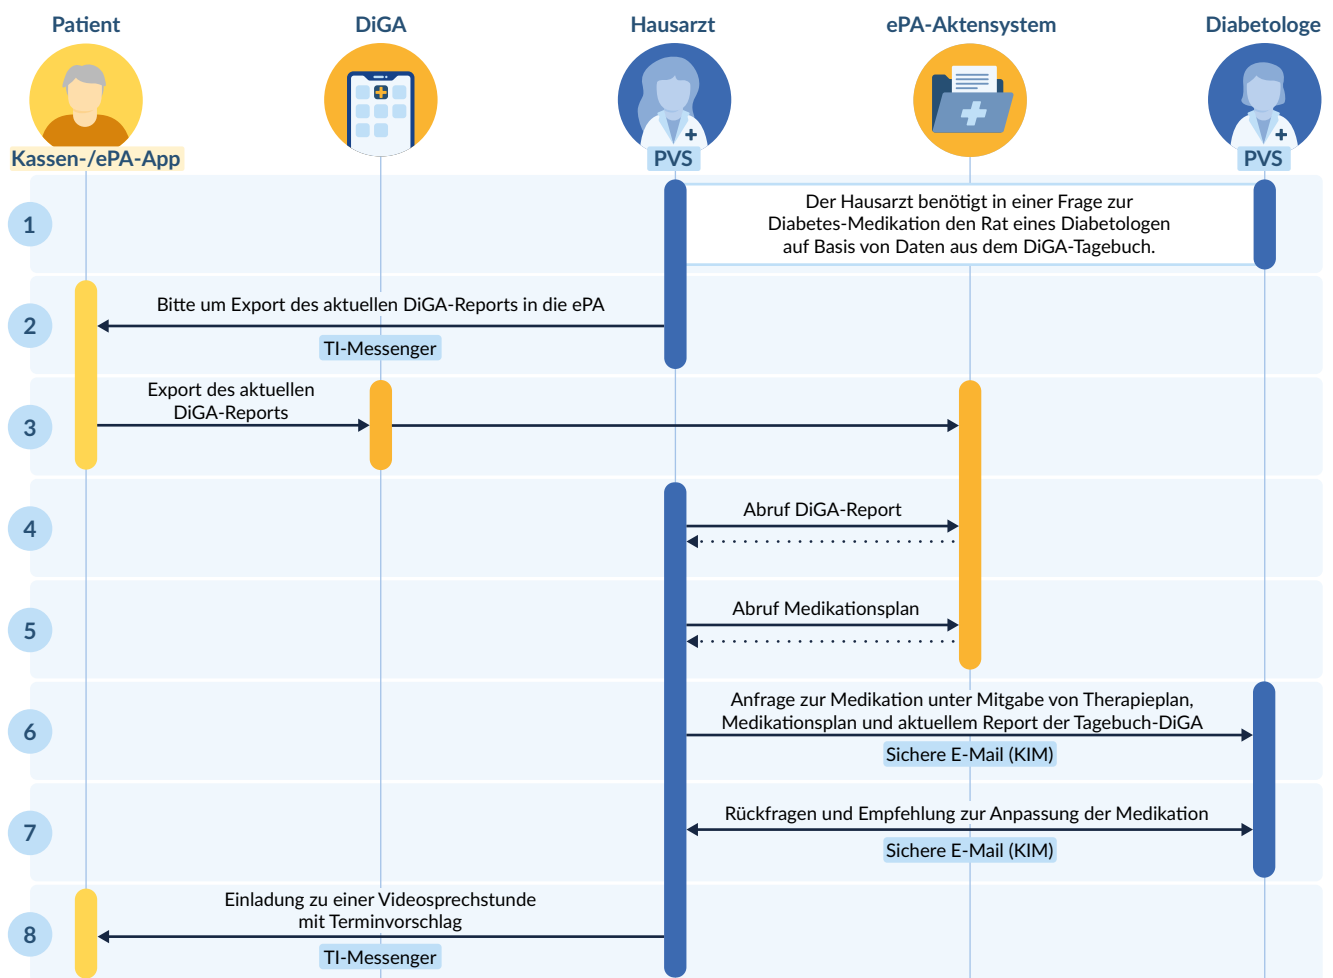 Patient
DiGA
Hausarzt
ePA-Aktensystem
Diabetologe
Kassen-/ePA-App
PVS
PVS
1
Der Hausarzt benötigt in einer Frage zur
Diabetes-Medikation den Rat eines Diabetologen
auf Basis von Daten aus dem DiGA-Tagebuch.
2
Bitte um Export des aktuellen DiGA-Reports in die ePA
TI-Messenger
3
Export des aktuellen
DiGA-Reports
4
Abruf DiGA-Report
5
Abruf Medikationsplan
6
Anfrage zur Medikation unter Mitgabe von Therapieplan,
Medikationsplan und aktuellem Report der Tagebuch-DiGA
Sichere E-Mail (KIM)
7
Rückfragen und Empfehlung zur Anpassung der Medikation
Sichere E-Mail (KIM)
8
Einladung zu einer Videosprechstunde
mit Terminvorschlag
TI-Messenger